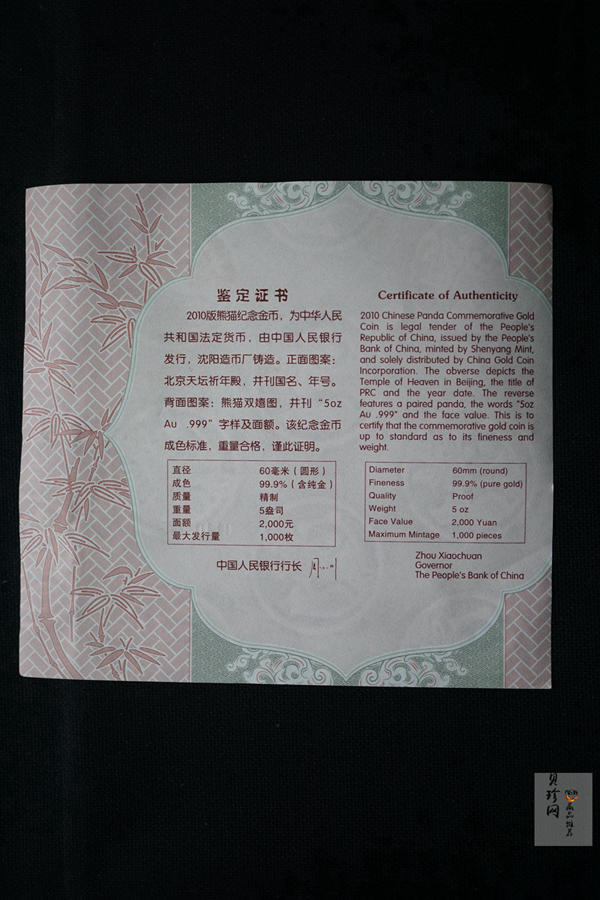 鉴定证书
2010版熊猫纪念金币，为中华人民
共和国法定货币，由中国人民银行
发行，沈阳造币厂铸造。正面图案：
北京天坛祈年殿，并刊国名、年号。
背面图案：熊猫双嬉图，并刊“5oz
Au .999”字样及面额。该纪念金币
成色标准，重量合格，谨此证明。
直径 60毫米（圆形）
成色 99.9%（含纯金）
质量 精制
重量 5盎司
面额 2,000元
最大发行量 1,000枚
中国人民银行行长
Certificate of Authenticity
2010 Chinese Panda Commemorative Gold
Coin is legal tender of the People's
Republic of China, issued by the People's
Bank of China, minted by Shenyang Mint,
and solely distributed by China Gold Coin
Incorporation. The obverse depicts the
Temple of Heaven in Beijing, the title of
PRC and the year date. The reverse
features a paired panda, the words "5oz
Au .999" and the face value. This is to
certify that the commemorative gold coin is
up to standard as to its fineness and
weight.
Diameter 60mm (round)
Fineness 99.9% (pure gold)
Quality Proof
Weight 5 oz
Face Value 2,000 Yuan
Maximum Mintage 1,000 pieces
Zhou Xiaochuan
Governor
The People's Bank of China
贝珍网